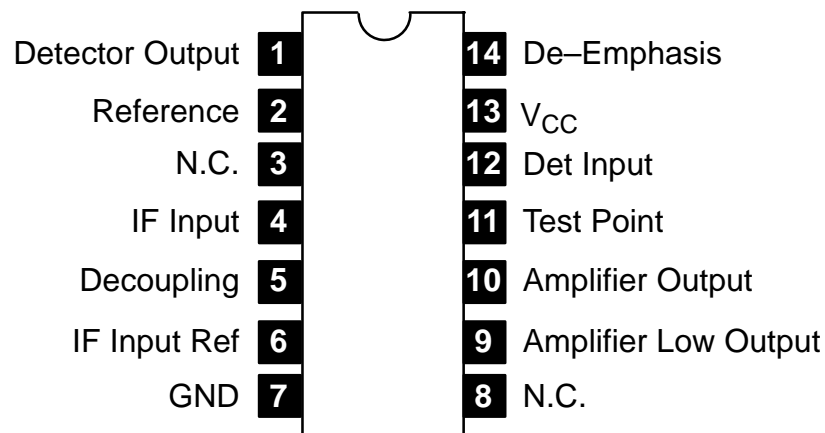 Detector Output 1 14 De–Emphasis
Reference 2 13 VCC
N.C. 3 12 Det Input
IF Input 4 11 Test Point
Decoupling 5 10 Amplifier Output
IF Input Ref 6 9 Amplifier Low Output
GND 7 8 N.C.